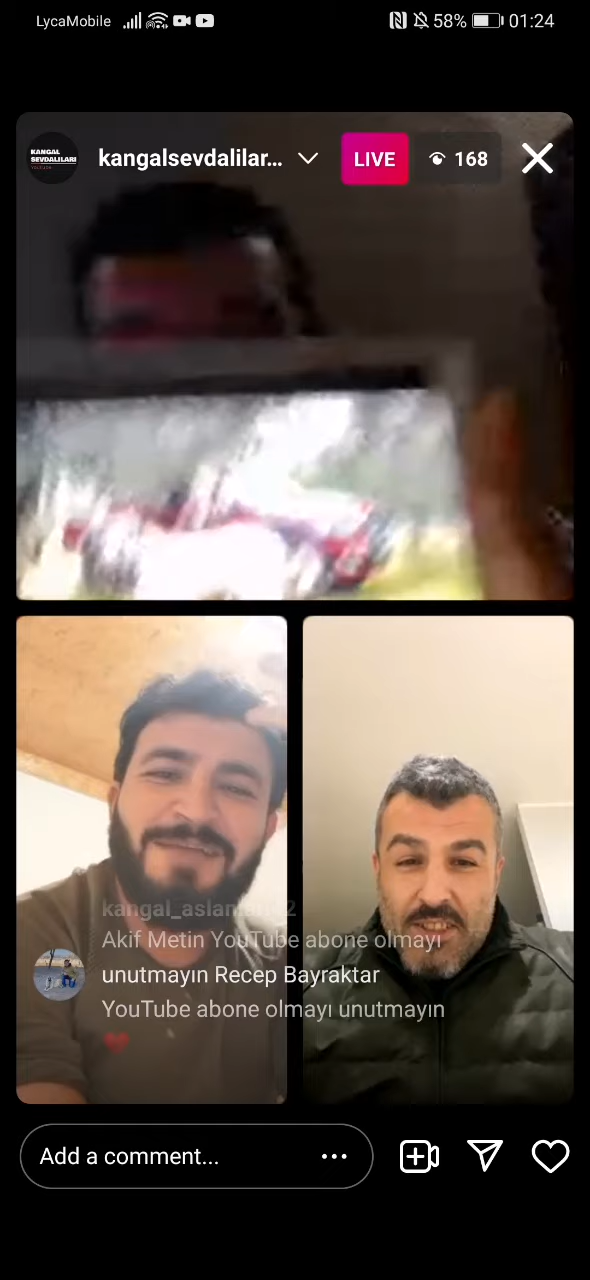 LycaMobile
58% 01:24
KANGAL
SEVDALILARI
YouTube
kangalsevdalilar...
LIVE
168
Akif Metin YouTube abone olmayı
unutmayın Recep Bayraktar
YouTube abone olmayı unutmayın
Add a comment...